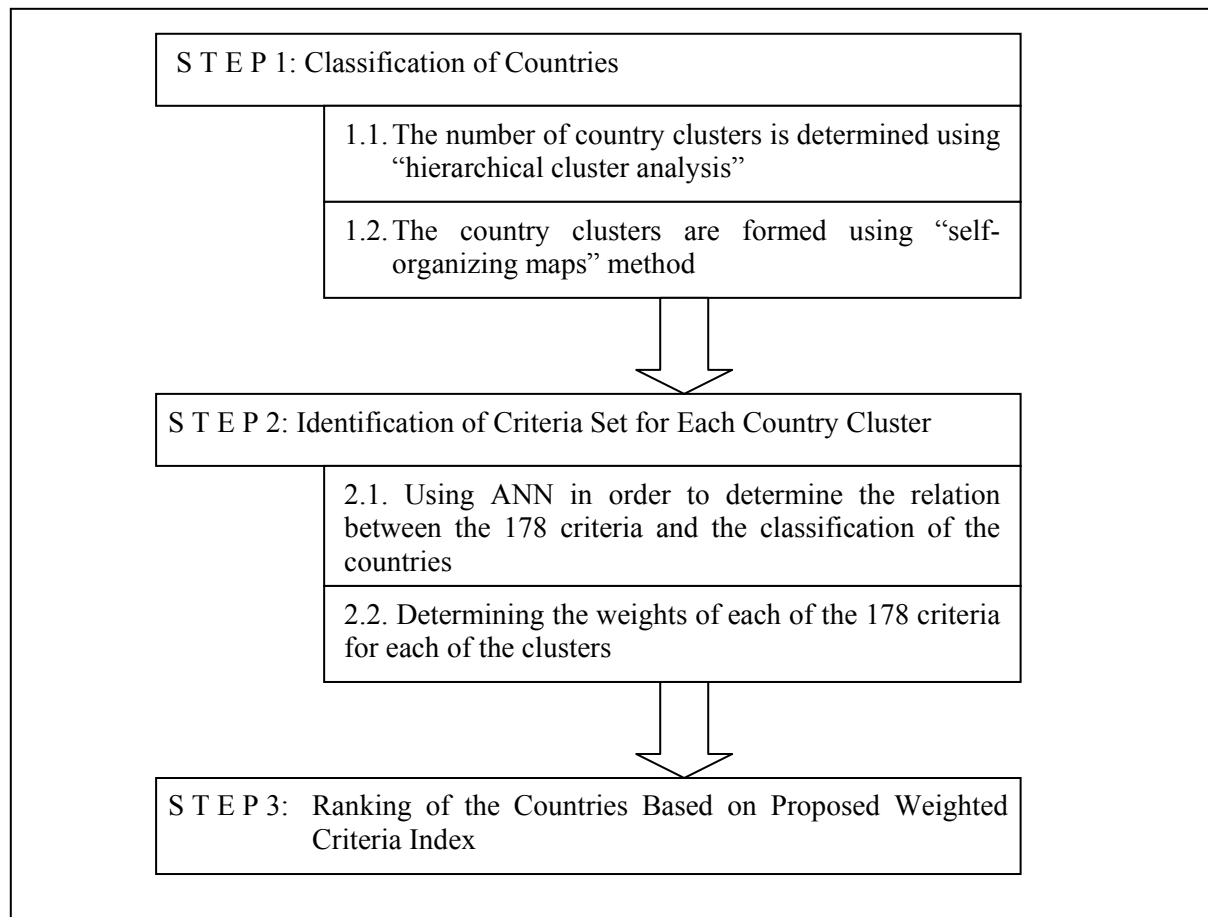 S T E P 1: Classification of Countries
1.1. The number of country clusters is determined using
“hierarchical cluster analysis”
1.2. The country clusters are formed using “self-
organizing maps” method
S T E P 2: Identification of Criteria Set for Each Country Cluster
2.1. Using ANN in order to determine the relation
between the 178 criteria and the classification of the
countries
2.2. Determining the weights of each of the 178 criteria
for each of the clusters
S T E P 3: Ranking of the Countries Based on Proposed Weighted
Criteria Index